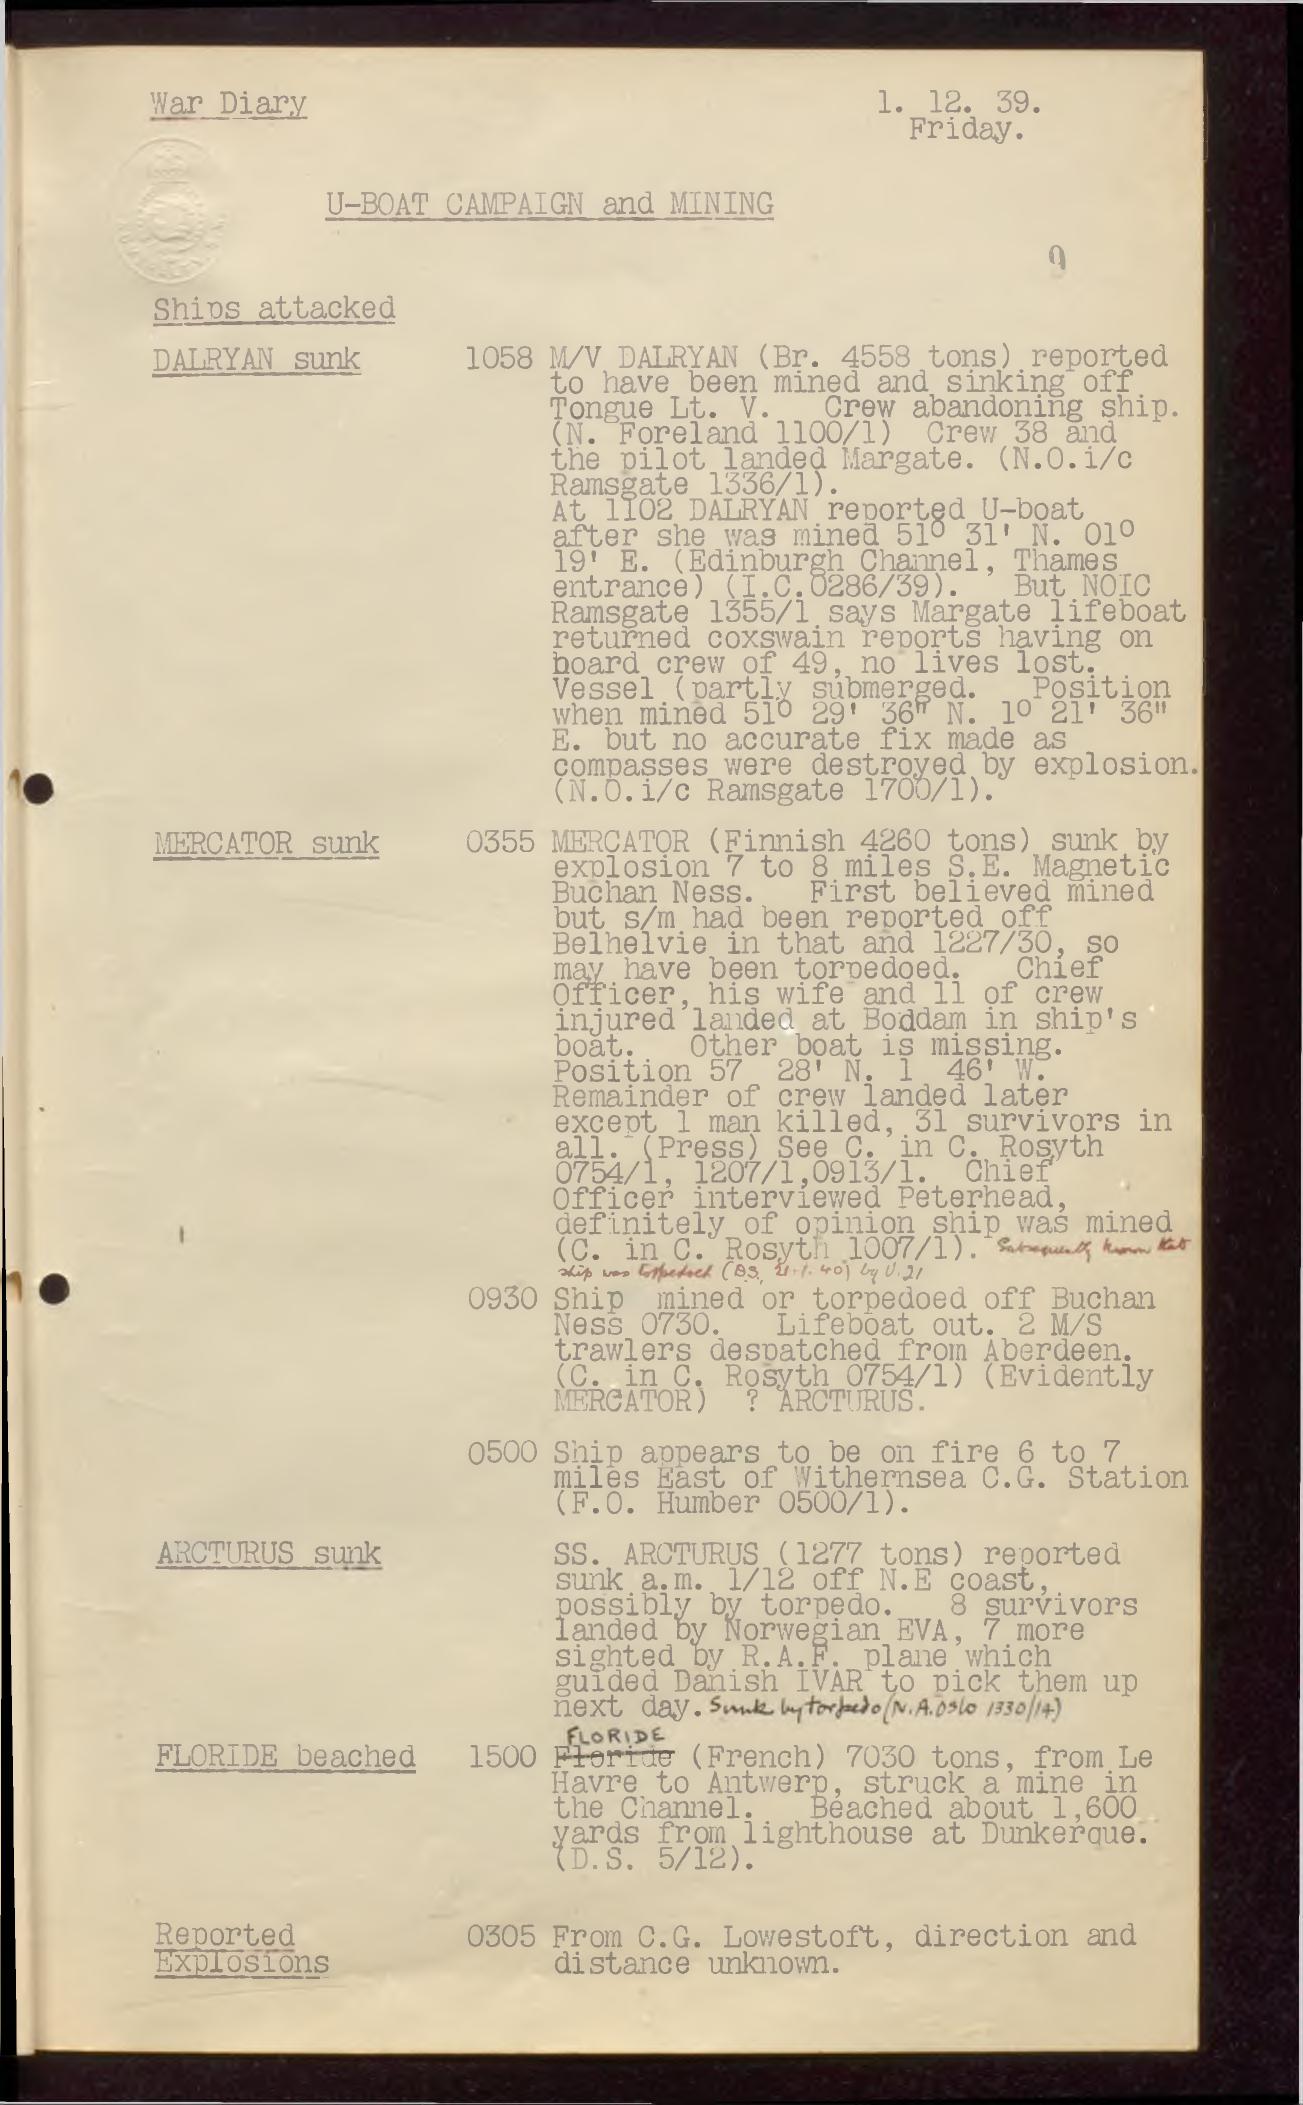 War Diary
1. 12. 39.
Friday.
U-BOAT CAMPAIGN and MINING
9
Ships attacked
DALRYAN sunk
1058 M/V DALRYAN (Br. 4558 tons) reported
to have been mined and sinking off
Tongue Lt. V. Crew abandoning ship.
(N. Foreland 1100/1) Crew 38 and
the pilot landed Margate. (N.O.i/c
Ramsgate 1336/1).
At 1102 DALRYAN reported U-boat
after she was mined 51° 31' N. 01°
19' E. (Edinburgh Channel, Thames
entrance) (I.C.0286/39). But NOIC
Ramsgate 1355/1 says Margate lifeboat
returned coxswain reports having on
board crew of 49, no lives lost.
Vessel (partly submerged. Position
when mined 51° 29' 36" N. 1° 21' 36"
E. but no accurate fix made as
compasses were destroyed by explosion.
(N.O.i/c Ramsgate 1700/1).
MERCATOR sunk
0355 MERCATOR (Finnish 4260 tons) sunk by
explosion 7 to 8 miles S.E. Magnetic
Buchan Ness. First believed mined
but s/m had been reported off
Belhelvie in that and 1227/30, so
may have been torpedoed. Chief
Officer, his wife and 11 of crew
injured landed at Boddam in ship's
boat. Other boat is missing.
Position 57 28' N. 1 46' W.
Remainder of crew landed later
except 1 man killed, 31 survivors in
all. (Press) See C. in C. Rosyth
0754/1, 1207/1,0913/1. Chief
Officer interviewed Peterhead,
definitely of opinion ship was mined
(C. in C. Rosyth 1007/1). Subsequently known that
ship was torpedoed (D.S. 21.1.40) by U.21
0930 Ship mined or torpedoed off Buchan
Ness 0730. Lifeboat out. 2 M/S
trawlers despatched from Aberdeen.
(C. in C. Rosyth 0754/1) (Evidently
MERCATOR) ? ARCTURUS.
0500 Ship appears to be on fire 6 to 7
miles East of Withernsea C.G. Station
(F.O. Humber 0500/1).
ARCTURUS sunk
SS. ARCTURUS (1277 tons) reported
sunk a.m. 1/12 off N.E coast,
possibly by torpedo. 8 survivors
landed by Norwegian EVA, 7 more
sighted by R.A.F. plane which
guided Danish IVAR to pick them up
next day. Sunk by torpedo (N.A. Oslo 1330/14)
FLORIDE
FLORIDE beached
1500 Floride (French) 7030 tons, from Le
Havre to Antwerp, struck a mine in
the Channel. Beached about 1,600
yards from lighthouse at Dunkerque.
(D.S. 5/12).
Reported
Explosions
0305 From C.G. Lowestoft, direction and
distance unknown.